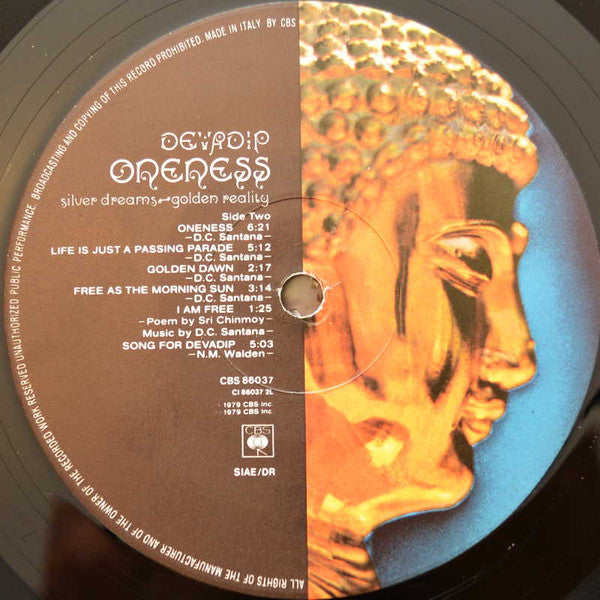 ALL RIGHTS OF THE MANUFACTURER AND OF THE OWNER OF THE RECORDED WORK RESERVED UNAUTHORIZED PUBLIC PERFORMANCE, BROADCASTING AND COPYING OF THIS RECORD PROHIBITED. MADE IN ITALY BY CBS
DEVADIP
ONENESS
silver dreams~golden reality
Side Two
ONENESS 6:21
–D.C. Santana–
LIFE IS JUST A PASSING PARADE 5:12
–D.C. Santana–
GOLDEN DAWN 2:17
–D.C. Santana–
FREE AS THE MORNING SUN 3:14
–D.C. Santana–
I AM FREE 1:25
–Poem by Sri Chinmoy–
Music by D.C. Santana–
SONG FOR DEVADIP 5:03
–N.M. Walden–
CBS 86037
CI 86037 2L
1979 CBS Inc.
1979 CBS Inc.
CBS
SIAE/DR